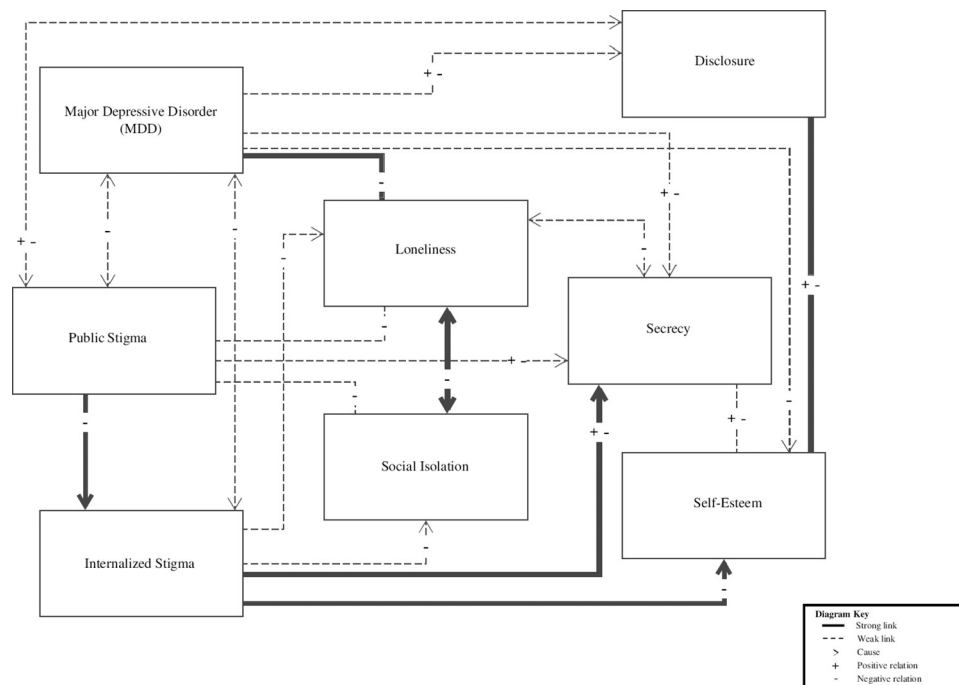 Disclosure
+ -
Major Depressive Disorder
(MDD)
-
+ -
Loneliness
+ -
-
-
-
-
+ -
Secrecy
Public Stigma
-
+ -
-
-
-
-
+ -
+ -
Social Isolation
Self-Esteem
-
Internalized Stigma
-
Diagram Key
Strong link
Weak link
> Cause
+ Positive relation
- Negative relation